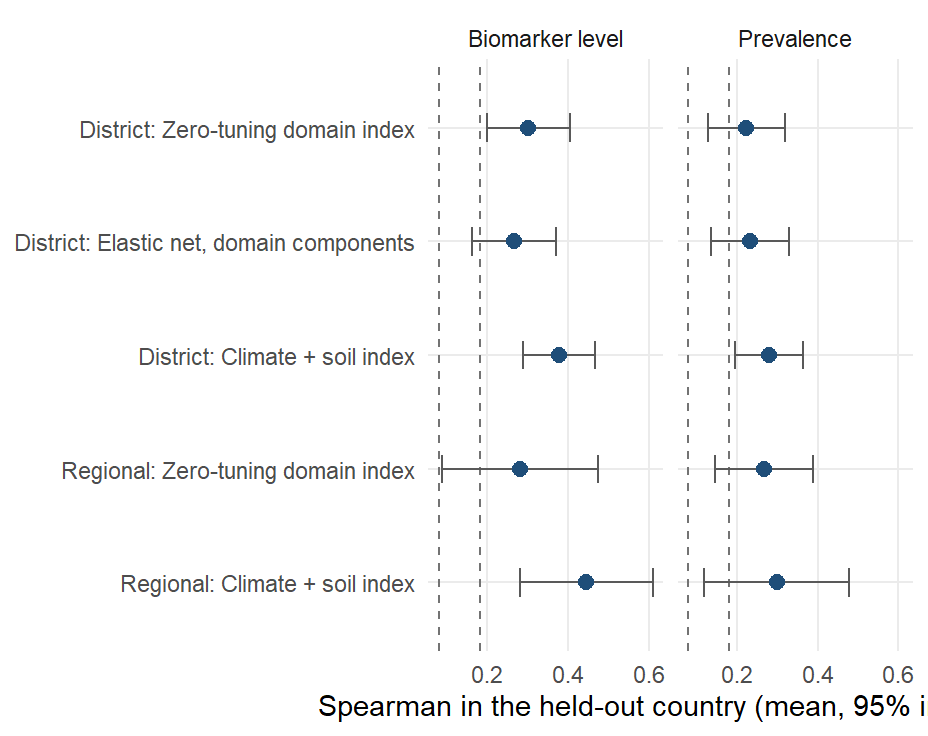 Biomarker level Prevalence
District: Zero-tuning domain index
District: Elastic net, domain components
District: Climate + soil index
Regional: Zero-tuning domain index
Regional: Climate + soil index
0.2 0.4 0.6 0.2 0.4 0.6
Spearman in the held-out country (mean, 95% i